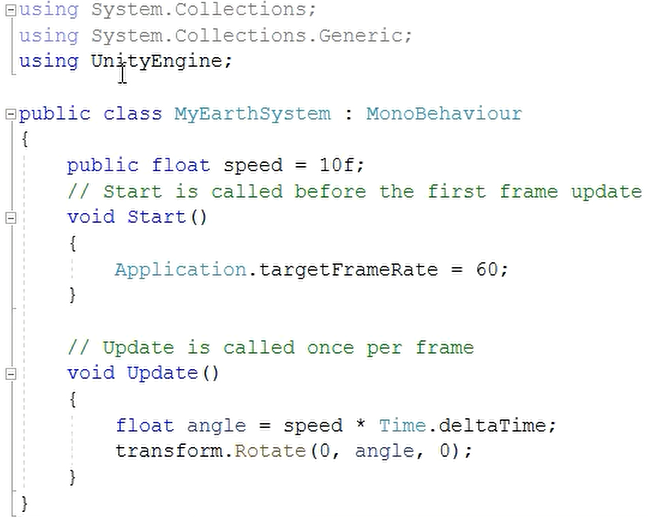 using System.Collections;
using System.Collections.Generic;
using UnityEngine;

public class MyEarthSystem : MonoBehaviour
{
    public float speed = 10f;
    // Start is called before the first frame update
    void Start()
    {
        Application.targetFrameRate = 60;
    }

    // Update is called once per frame
    void Update()
    {
        float angle = speed * Time.deltaTime;
        transform.Rotate(0, angle, 0);
    }
}